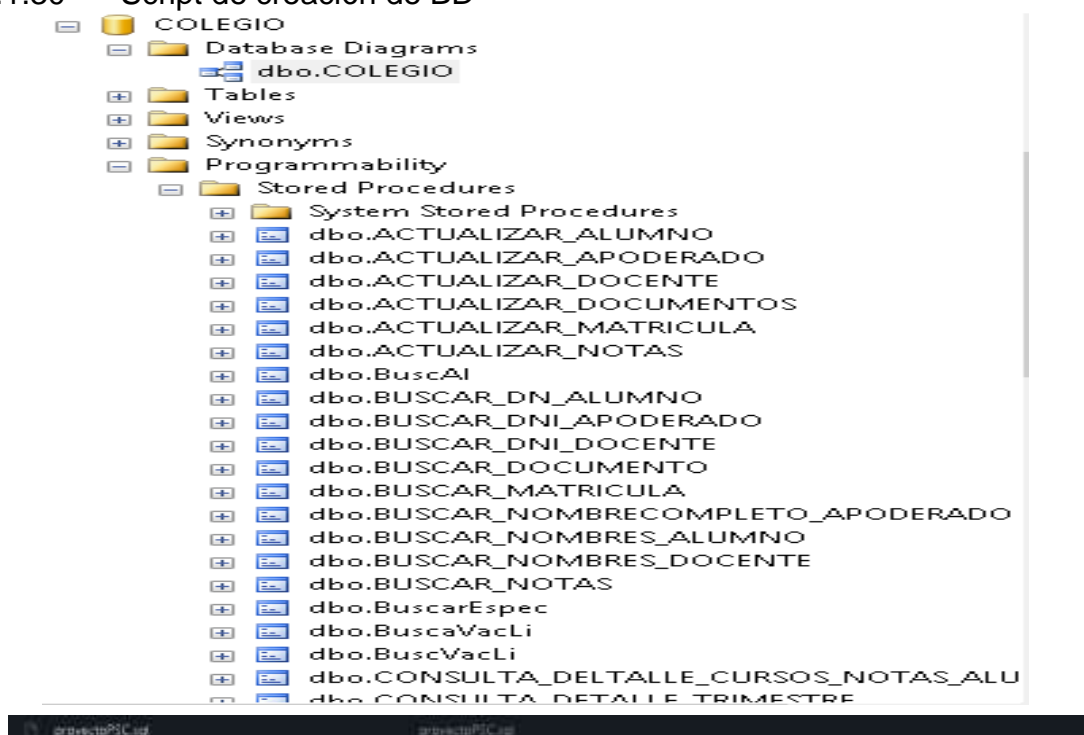 Script de creación de BD
COLEGIO
Database Diagrams
dbo.COLEGIO
Tables
Views
Synonyms
Programmability
Stored Procedures
System Stored Procedures
dbo.ACTUALIZAR_ALUMNO
dbo.ACTUALIZAR_APODERADO
dbo.ACTUALIZAR_DOCENTE
dbo.ACTUALIZAR_DOCUMENTOS
dbo.ACTUALIZAR_MATRICULA
dbo.ACTUALIZAR_NOTAS
dbo.BuscAl
dbo.BUSCAR_DN_ALUMNO
dbo.BUSCAR_DNI_APODERADO
dbo.BUSCAR_DNI_DOCENTE
dbo.BUSCAR_DOCUMENTO
dbo.BUSCAR_MATRICULA
dbo.BUSCAR_NOMBRECOMPLETO_APODERADO
dbo.BUSCAR_NOMBRES_ALUMNO
dbo.BUSCAR_NOMBRES_DOCENTE
dbo.BUSCAR_NOTAS
dbo.BuscarEspec
dbo.BuscaVacLi
dbo.BuscVacLi
dbo.CONSULTA_DELTALLE_CURSOS_NOTAS_ALU
dbo.CONSULTA_DETALLE_TRIMESTRE